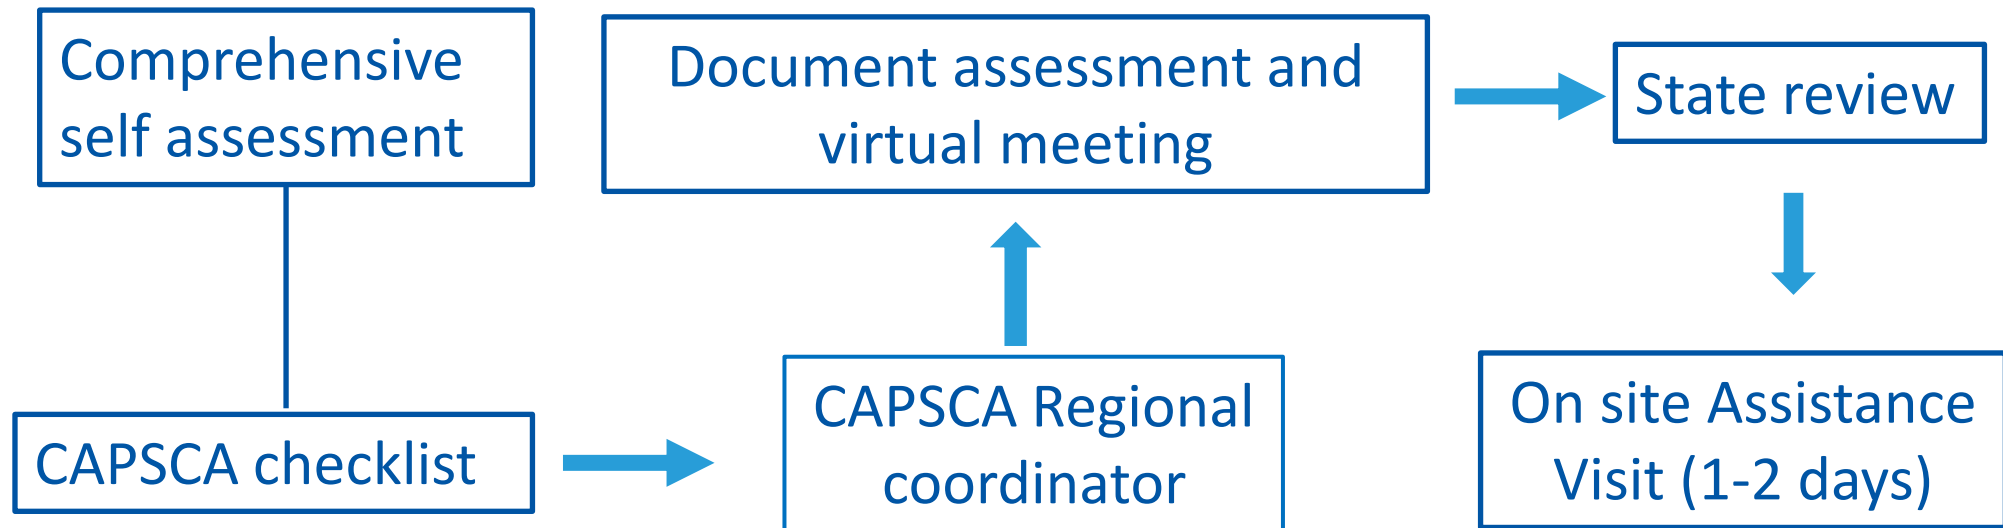 Comprehensive
self assessment
CAPSCA checklist
CAPSCA Regional
coordinator
Document assessment and
virtual meeting
State review
On site Assistance
Visit (1-2 days)